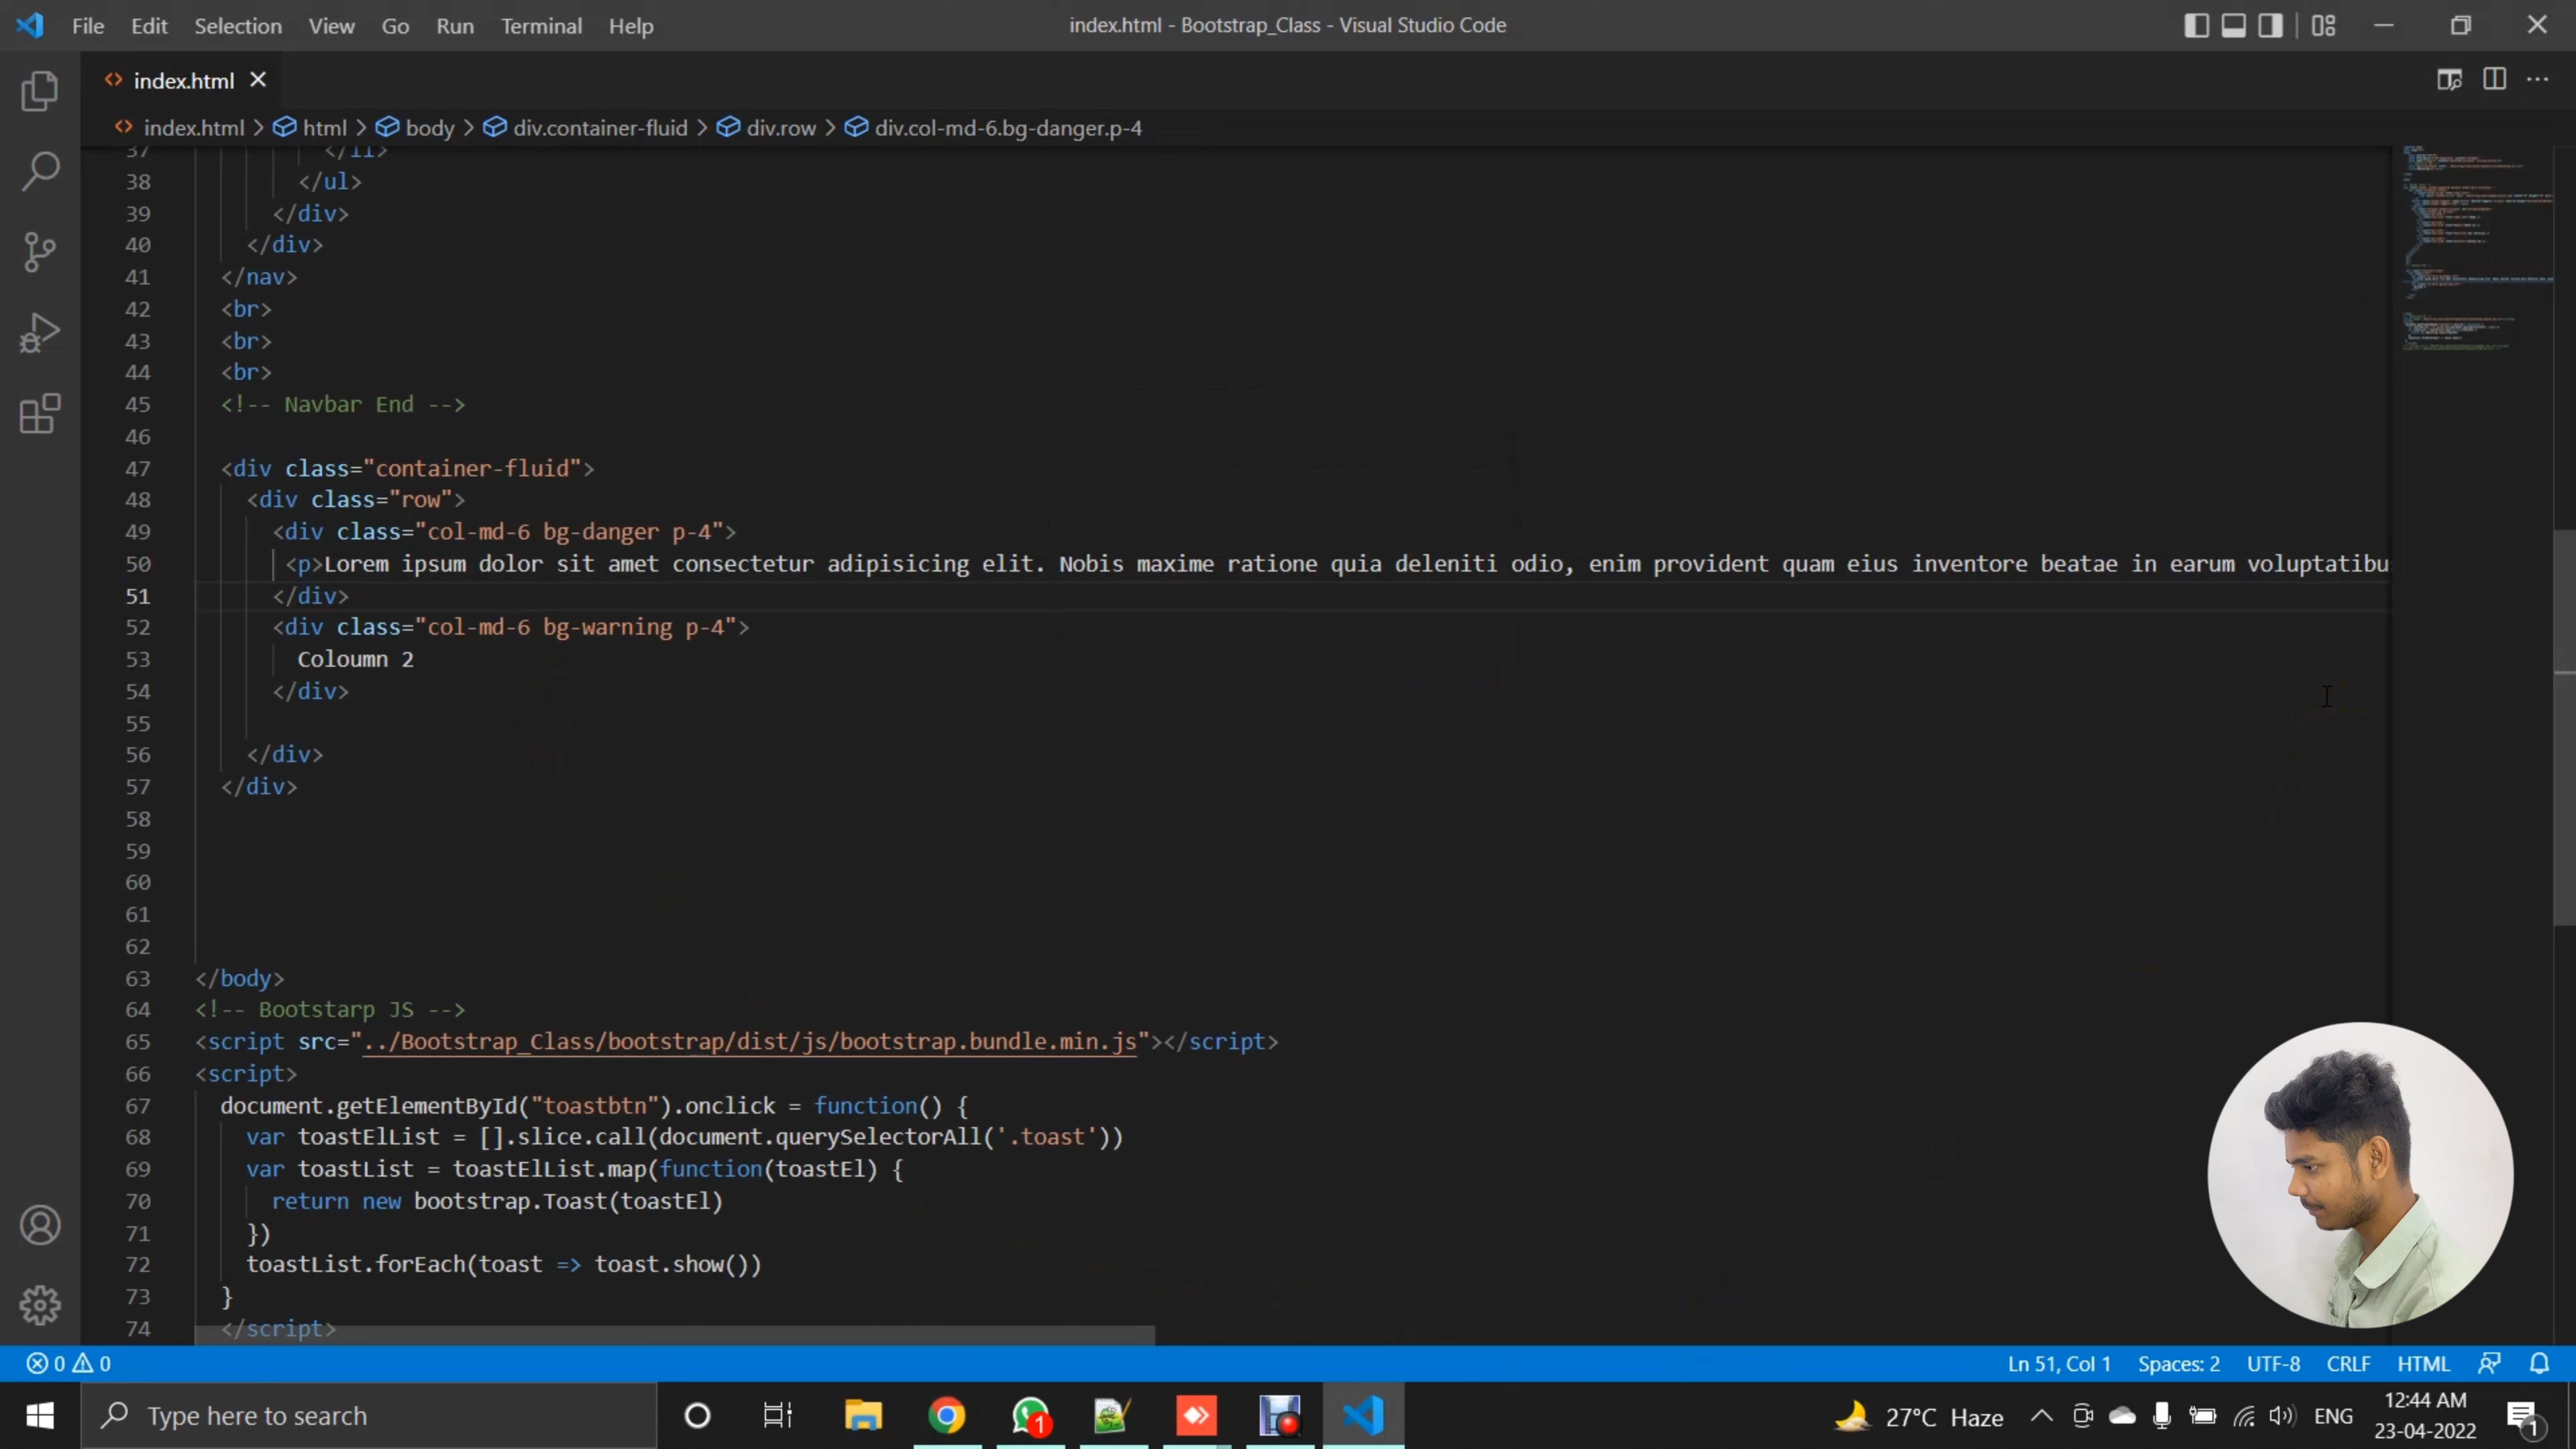 File Edit Selection View Go Run Terminal Help
index.html - Bootstrap_Class - Visual Studio Code
index.html
index.html > html > body > div.container-fluid > div.row > div.col-md-6.bg-danger.p-4
37 </li>
38 </ul>
39 </div>
40 </div>
41 </nav>
42 <br>
43 <br>
44 <br>
45 <!-- Navbar End -->
46
47 <div class="container-fluid">
48 <div class="row">
49 <div class="col-md-6 bg-danger p-4">
50 <p>Lorem ipsum dolor sit amet consectetur adipisicing elit. Nobis maxime ratione quia deleniti odio, enim provident quam eius inventore beatae in earum voluptatibu
51 </div>
52 <div class="col-md-6 bg-warning p-4">
53 Coloumn 2
54 </div>
55
56 </div>
57 </div>
58
59
60
61
62
63 </body>
64 <!-- Bootstarp JS -->
65 <script src="../Bootstrap_Class/bootstrap/dist/js/bootstrap.bundle.min.js"></script>
66 <script>
67 document.getElementById("toastbtn").onclick = function() {
68 var toastElList = [].slice.call(document.querySelectorAll('.toast'))
69 var toastList = toastElList.map(function(toastEl) {
70 return new bootstrap.Toast(toastEl)
71 })
72 toastList.forEach(toast => toast.show())
73 }
74 </script>
0 0
Ln 51, Col 1 Spaces: 2 UTF-8 CRLF HTML
Type here to search
1
27°C Haze
ENG
12:44 AM
23-04-2022
1